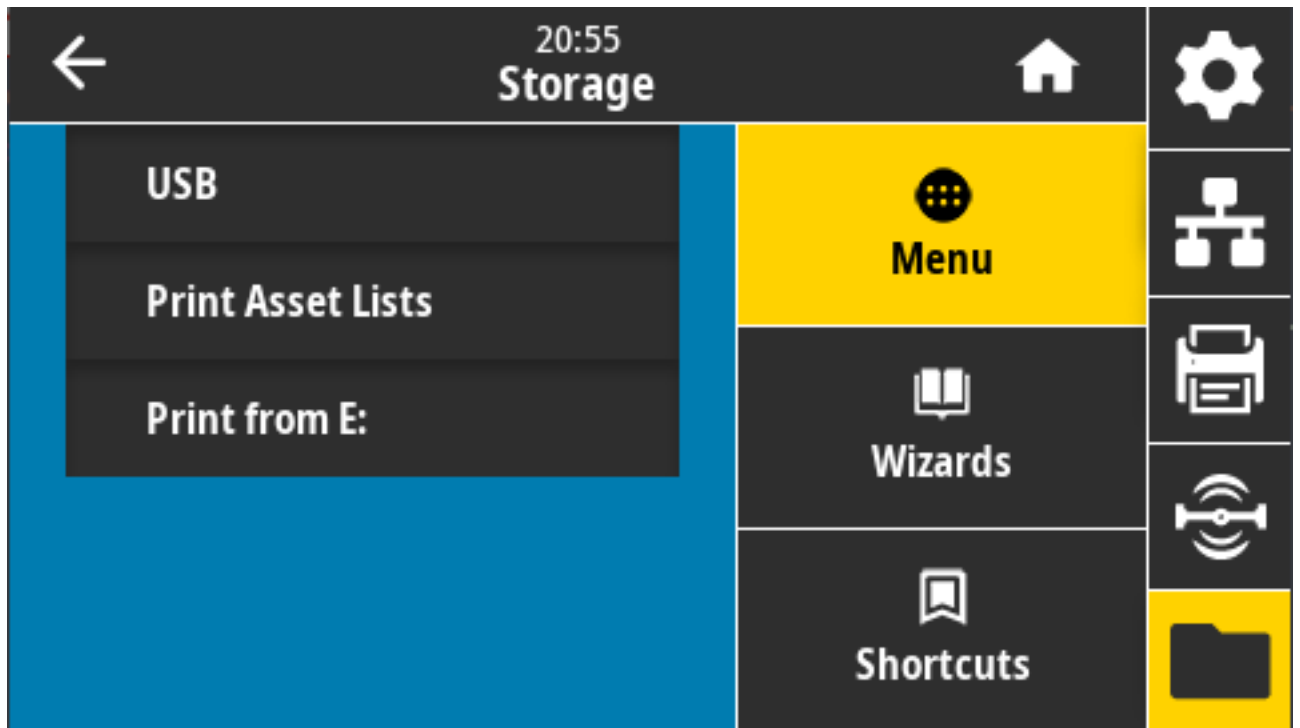 20:55
Storage
USB
Print Asset Lists
Print from E:
Menu
Wizards
Shortcuts